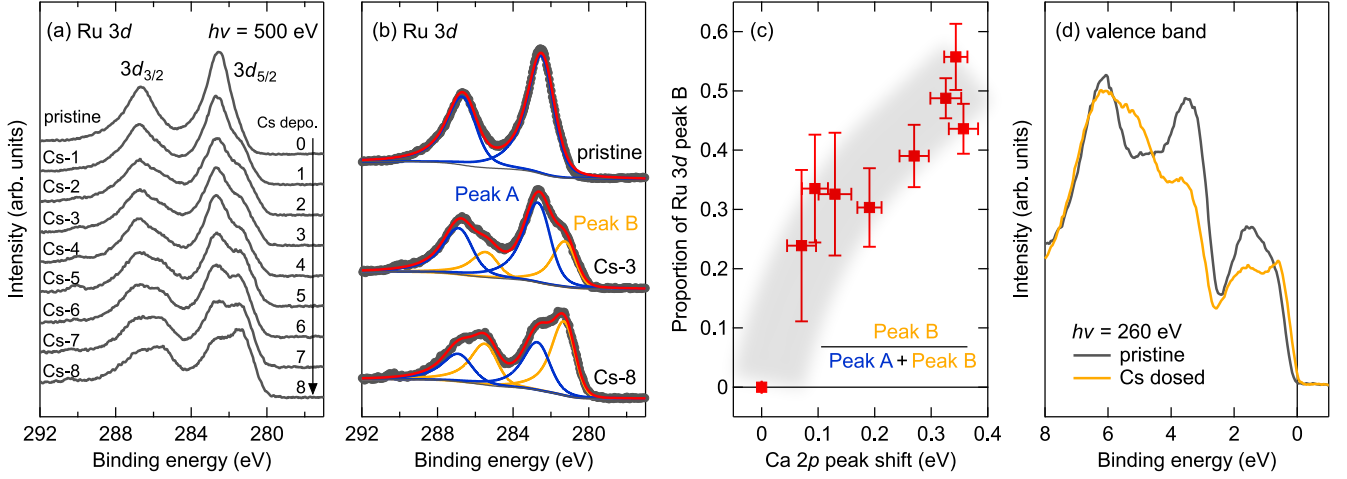 (a) Ru 3d
hν = 500 eV
3d3/2
3d5/2
pristine
Cs-1
Cs-2
Cs-3
Cs-4
Cs-5
Cs-6
Cs-7
Cs-8
Cs depo.
0
1
2
3
4
5
6
7
8
Intensity (arb. units)
292 288 284 280
Binding energy (eV)
(b) Ru 3d
pristine
Peak A
Peak B
Cs-3
Cs-8
292 288 284 280
Binding energy (eV)
(c)
Proportion of Ru 3d peak B
0.6
0.5
0.4
0.3
0.2
0.1
0
Peak B
Peak A + Peak B
0 0.1 0.2 0.3 0.4
Ca 2p peak shift (eV)
(d) valence band
Intensity (arb. units)
hν = 260 eV
pristine
Cs dosed
8 6 4 2 0
Binding energy (eV)